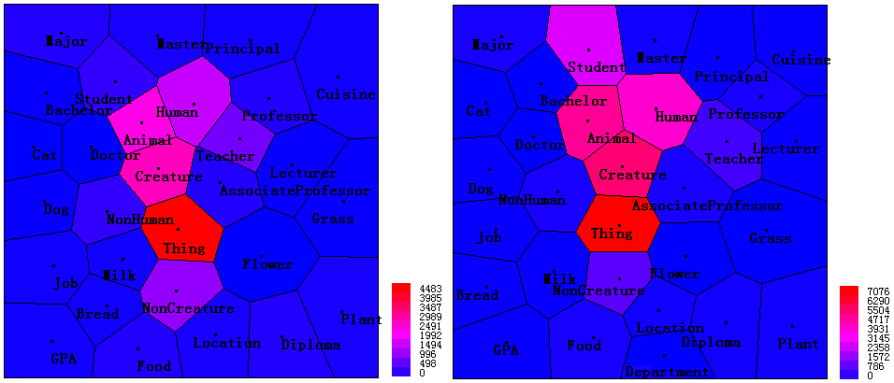 Major
Master
Principal
Cuisine
Student
Human
Professor
Bachelor
Animal
Teacher
Cat
Doctor
Creature
Lecturer
AssociateProfessor
Dog
NonHuman
Grass
Thing
Flower
Job
Milk
NonCreature
Bread
Plant
Location
Diploma
GPA
Food
4483
3985
3487
2989
2491
1992
1494
996
498
0
Major
Master
Student
Cuisine
Principal
Bachelor
Cat
Human
Professor
Animal
Doctor
Teacher
Lecturer
Creature
Dog
NonHuman
AssociateProfessor
Thing
Job
Grass
Flower
Milk
NonCreature
Bread
Location
Diploma
GPA
Food
Plant
Department
7076
6290
5504
4717
3931
3145
2358
1572
786
0